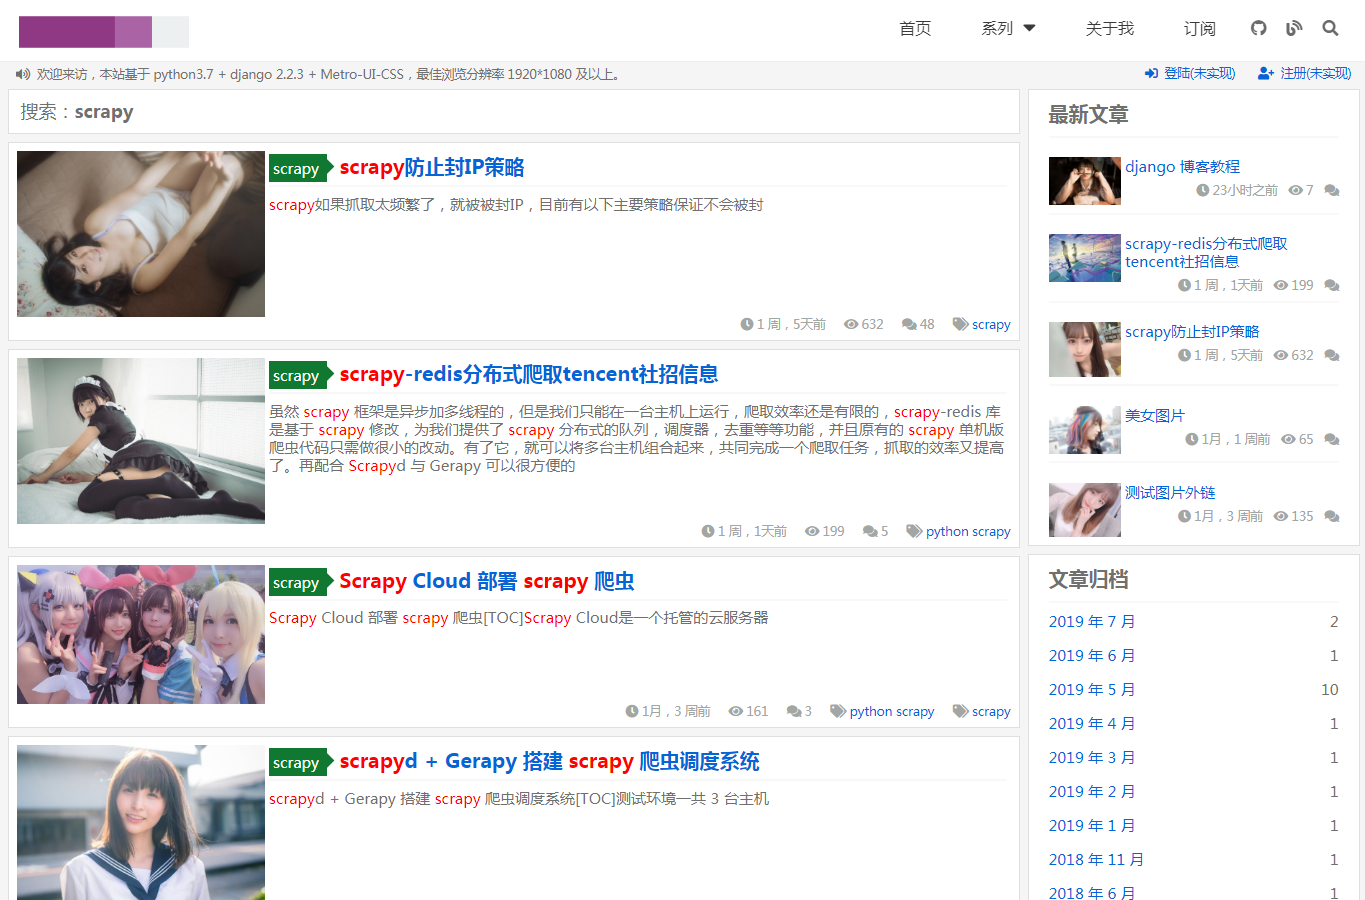 首页 系列 关于我 订阅
欢迎来访，本站基于 python3.7 + django 2.2.3 + Metro-UI-CSS，最佳浏览分辨率 1920*1080 及以上。
登陆(未实现) 注册(未实现)
搜索：scrapy
scrapy scrapy防止封IP策略
scrapy如果抓取太频繁了，就被被封IP，目前有以下主要策略保证不会被封
1 周，5天前 632 48 scrapy
scrapy scrapy-redis分布式爬取tencent社招信息
虽然 scrapy 框架是异步加多线程的，但是我们只能在一台主机上运行，爬取效率还是有限的，scrapy-redis 库
是基于 scrapy 修改，为我们提供了 scrapy 分布式的队列，调度器，去重等等功能，并且原有的 scrapy 单机版
爬虫代码只需做很小的改动。有了它，就可以将多台主机组合起来，共同完成一个爬取任务，抓取的效率又提高
了。再配合 Scrapyd 与 Gerapy 可以很方便的
1 周，1天前 199 5 python scrapy
scrapy Scrapy Cloud 部署 scrapy 爬虫
Scrapy Cloud 部署 scrapy 爬虫[TOC]Scrapy Cloud是一个托管的云服务器
1月，3 周前 161 3 python scrapy scrapy
scrapy scrapyd + Gerapy 搭建 scrapy 爬虫调度系统
scrapyd + Gerapy 搭建 scrapy 爬虫调度系统[TOC]测试环境一共 3 台主机
最新文章
django 博客教程
23小时之前 7
scrapy-redis分布式爬取
tencent社招信息
1 周，1天前 199
scrapy防止封IP策略
1 周，5天前 632
美女图片
1月，1 周前 65
测试图片外链
1月，3 周前 135
文章归档
2019 年 7 月 2
2019 年 6 月 1
2019 年 5 月 10
2019 年 4 月 1
2019 年 3 月 1
2019 年 2 月 1
2019 年 1 月 1
2018 年 11 月 1
2018 年 6 月 1